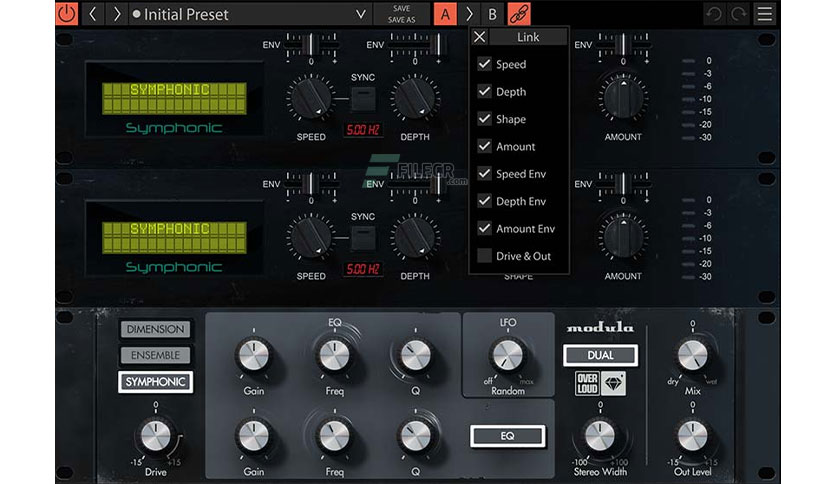 Initial Preset
SAVE
SAVE AS
A
B
Link
Speed
Depth
Shape
Amount
Speed Env
Depth Env
Amount Env
Drive & Out
ENV
- 0 +
ENV
- 0 +
ENV
- 0 +
SYMPHONIC
Symphonic
SYNC
5.00 HZ
SPEED
DEPTH
AMOUNT
0
-3
-6
-10
-15
-20
-30
FILECR
.com
ENV
- 0 +
ENV
- 0 +
ENV
- 0 +
SYMPHONIC
Symphonic
SYNC
5.00 HZ
SPEED
DEPTH
SHAPE
AMOUNT
0
-3
-6
-10
-15
-20
-30
DIMENSION
ENSEMBLE
SYMPHONIC
0
-15 +15
Drive
EQ
Gain
Freq
Q
Gain
Freq
Q
LFO
off max
Random
EQ
modula
DUAL
OVER
LOUD
0
-100 +100
Stereo Width
0
dry wet
Mix
0
-15 +15
Out Level